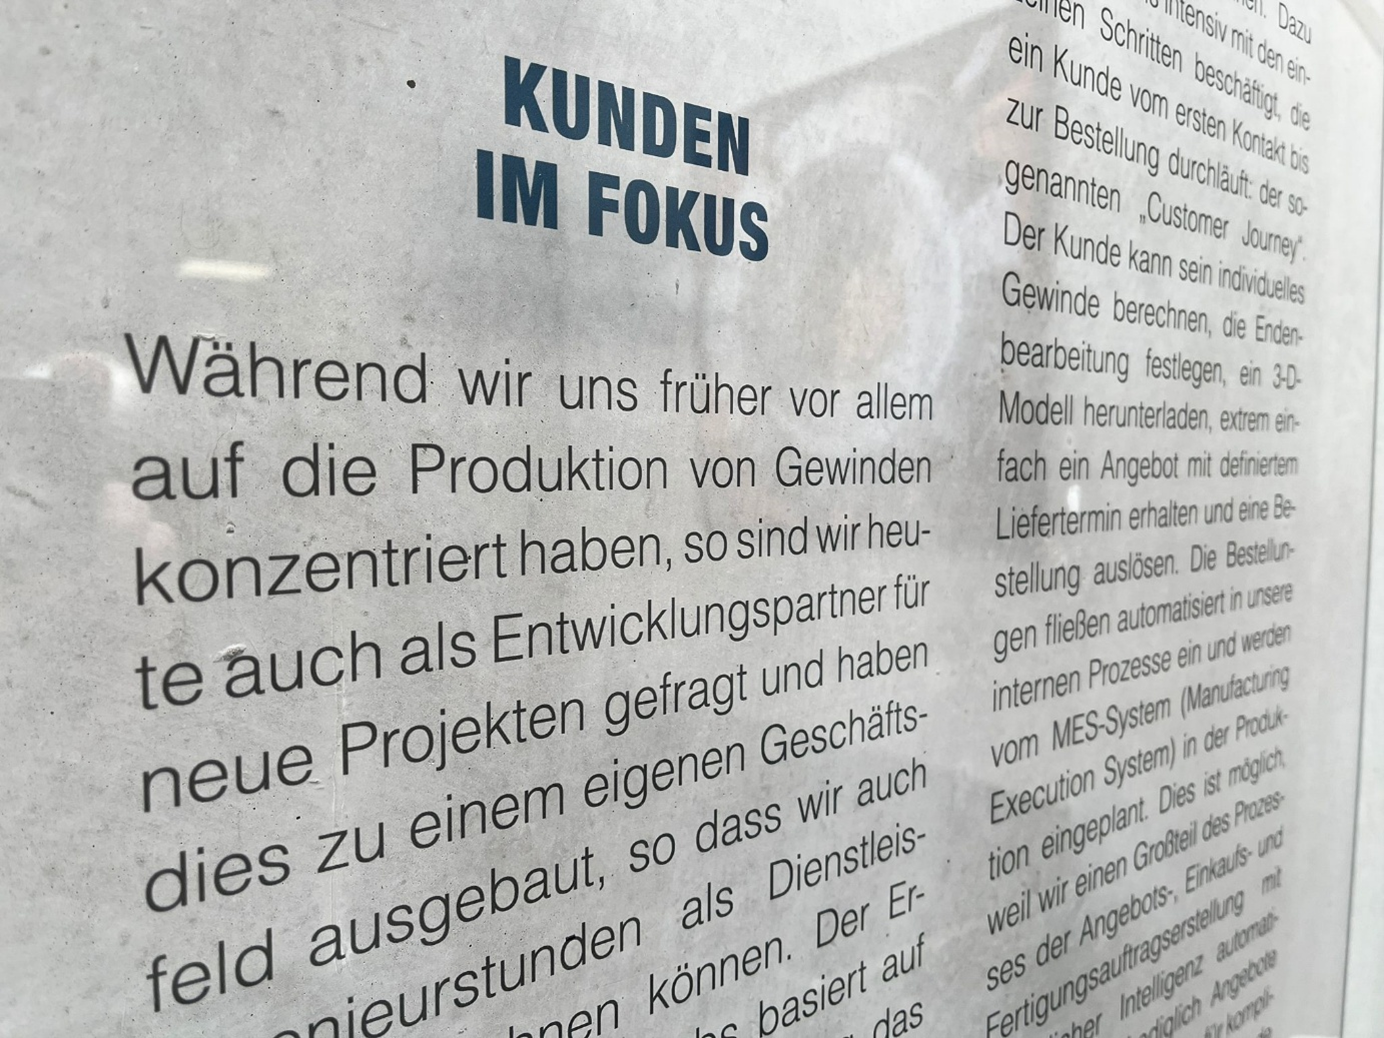 KUNDEN
IM FOKUS
Während wir uns früher vor allem
auf die Produktion von Gewinden
konzentriert haben, so sind wir heu-
te auch als Entwicklungspartner für
neue Projekten gefragt und haben
dies zu einem eigenen Geschäfts-
feld ausgebaut, so dass wir auch
als Dienstleis-
können. Der Er-
basiert auf
das
Dazu
intensiv mit den ein-
Schritten beschäftigt, die
ein Kunde vom ersten Kontakt bis
zur Bestellung durchläuft: der so-
genannten „Customer Journey“.
Der Kunde kann sein individuelles
Gewinde berechnen, die Enden-
bearbeitung festlegen, ein 3-D-
Modell herunterladen, extrem ein-
fach ein Angebot mit definiertem
Liefertermin erhalten und eine Be-
stellung auslösen. Die Bestellun-
gen fließen automatisiert in unsere
internen Prozesse ein und werden
vom MES-System (Manufacturing
Execution System) in der Produk-
tion eingeplant. Dies ist möglich,
weil wir einen Großteil des Prozes-
ses der Angebots-, Einkaufs- und
Fertigungsauftragserstellung mit
Intelligenz automati-
Angebote